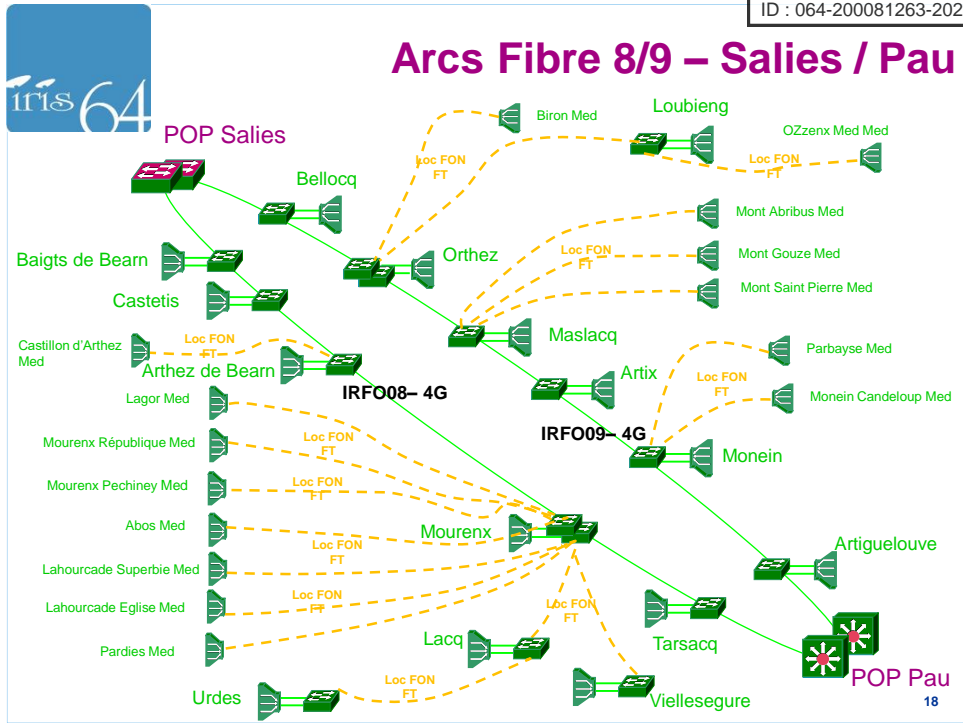 ID : 064-200081263-202
iris 64
Arcs Fibre 8/9 – Salies / Pau
POP Salies
Biron Med
Loubieng
OZzenx Med Med
Loc FON
FT
Loc FON
FT
Bellocq
Mont Abribus Med
Baigts de Bearn
Orthez
Loc FON
FT
Mont Gouze Med
Castetis
Mont Saint Pierre Med
Maslacq
Castillon d'Arthez
Med
Loc FON
FT
Arthez de Bearn
Parbayse Med
Artix
Loc FON
FT
IRFO08– 4G
Lagor Med
Monein Candeloup Med
IRFO09– 4G
Mourenx République Med
Loc FON
FT
Monein
Mourenx Pechiney Med
Loc FON
FT
Abos Med
Mourenx
Loc FON
FT
Artiguelouve
Lahourcade Superbie Med
Lahourcade Eglise Med
Loc FON
FT
Loc FON
FT
Pardies Med
Lacq
Tarsacq
Loc FON
FT
POP Pau
Urdes
Viellesegure
18